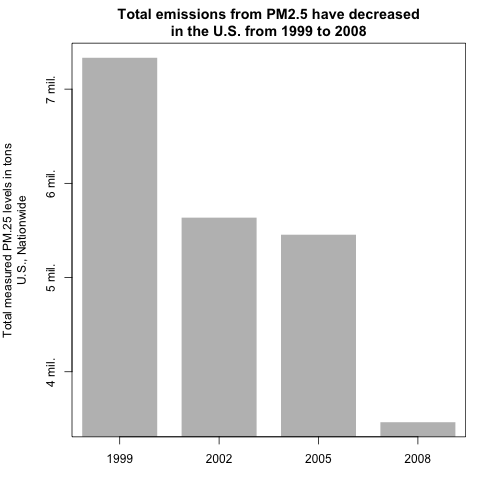 Total emissions from PM2.5 have decreased
in the U.S. from 1999 to 2008
Total measured PM.25 levels in tons
U.S., Nationwide
7 mil.
6 mil.
5 mil.
4 mil.
1999
2002
2005
2008